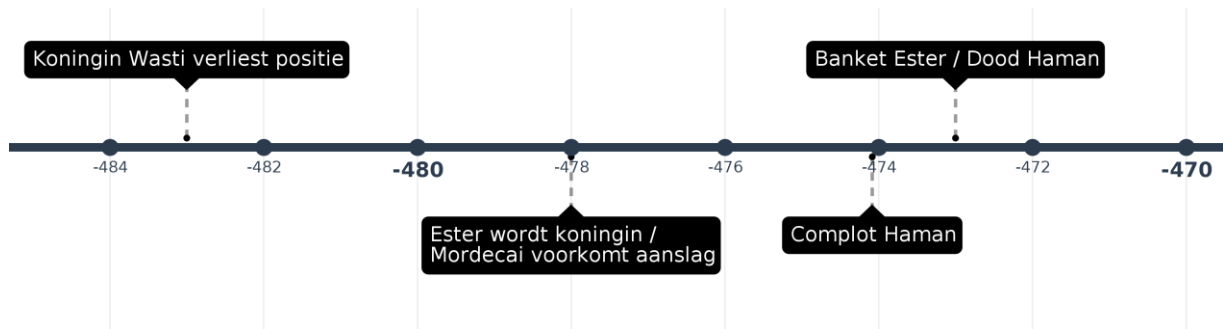 Koningin Wasti verliest positie
Banket Ester / Dood Haman
-484
-482
-480
-478
-476
-474
-472
-470
Ester wordt koningin /
Mordecai voorkomt aanslag
Complot Haman